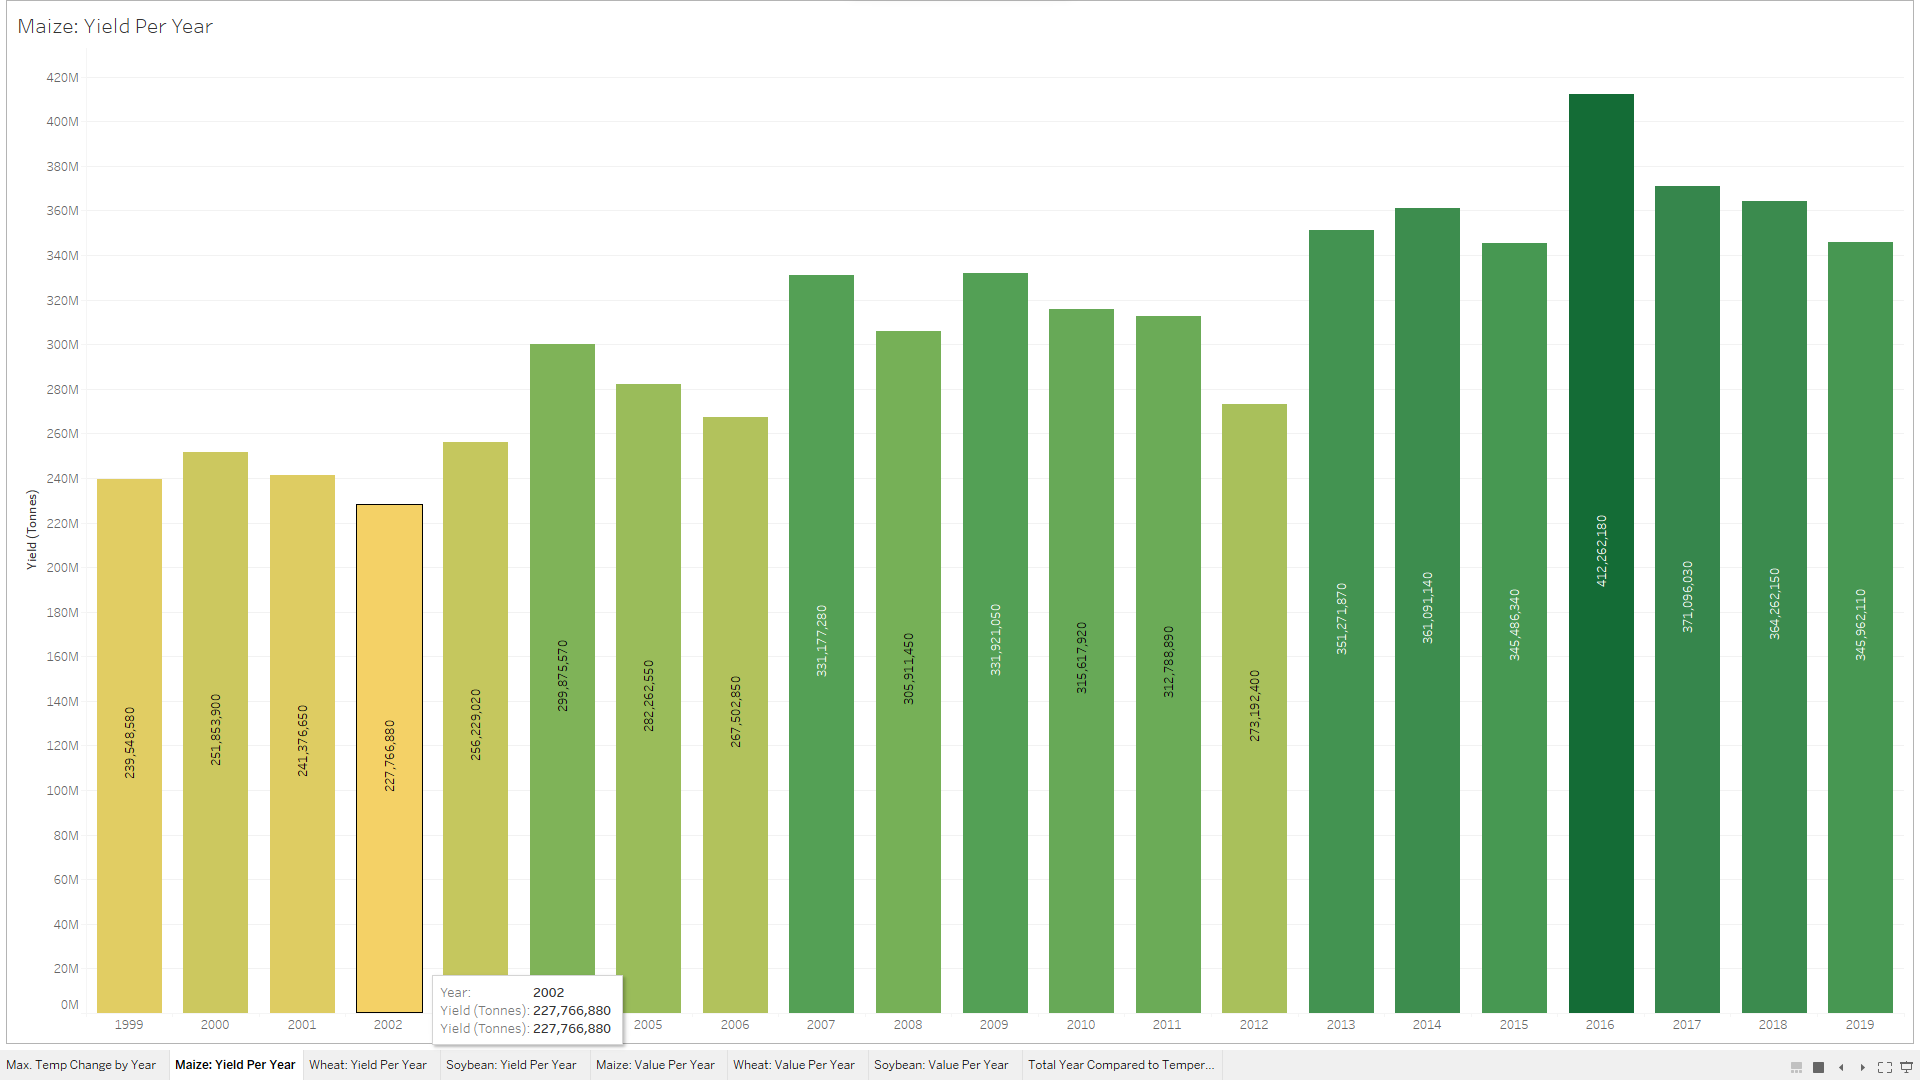 Maize: Yield Per Year
Yield (Tonnes)
420M
400M
380M
360M
340M
320M
300M
280M
260M
240M
220M
200M
180M
160M
140M
120M
100M
80M
60M
40M
20M
0M
239,548,580
251,853,900
241,376,650
227,766,880
256,229,020
299,875,570
282,262,550
267,502,850
331,177,280
305,911,450
331,921,050
315,617,920
312,788,890
273,192,400
351,271,870
361,091,140
345,486,340
412,262,180
371,096,030
364,262,150
345,962,110
Year: 2002
Yield (Tonnes): 227,766,880
Yield (Tonnes): 227,766,880
1999 2000 2001 2002 2005 2006 2007 2008 2009 2010 2011 2012 2013 2014 2015 2016 2017 2018 2019
Max. Temp Change by Year Maize: Yield Per Year Wheat: Yield Per Year Soybean: Yield Per Year Maize: Value Per Year Wheat: Value Per Year Soybean: Value Per Year Total Year Compared to Temper...